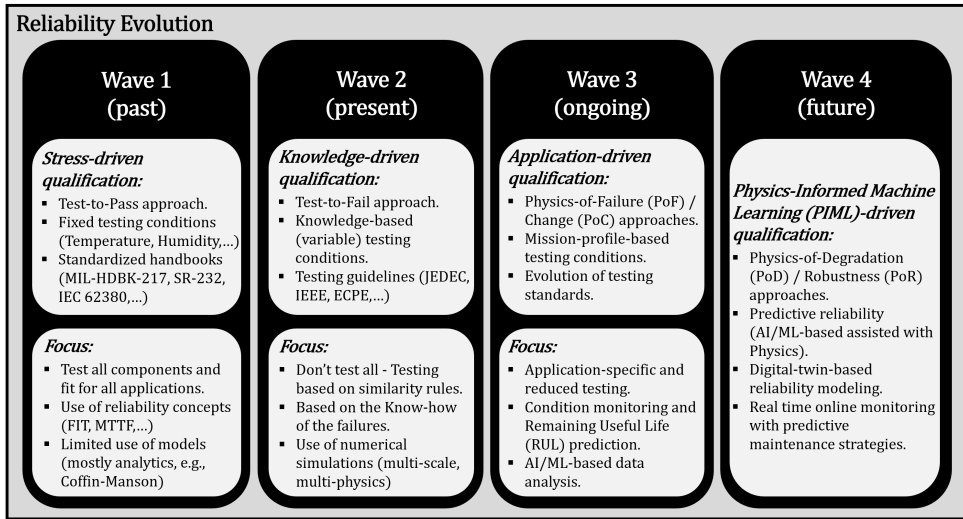 Reliability Evolution
Wave 1
(past)
Stress-driven
qualification:
▪ Test-to-Pass approach.
▪ Fixed testing conditions
(Temperature, Humidity,...)
▪ Standardized handbooks
(MIL-HDBK-217, SR-232,
IEC 62380,...)
Focus:
▪ Test all components and
fit for all applications.
▪ Use of reliability concepts
(FIT, MTTF,...)
▪ Limited use of models
(mostly analytics, e.g.,
Coffin-Manson)
Wave 2
(present)
Knowledge-driven
qualification:
▪ Test-to-Fail approach.
▪ Knowledge-based
(variable) testing
conditions.
▪ Testing guidelines (JEDEC,
IEEE, ECPE,...)
Focus:
▪ Don't test all - Testing
based on similarity rules.
▪ Based on the Know-how
of the failures.
▪ Use of numerical
simulations (multi-scale,
multi-physics)
Wave 3
(ongoing)
Application-driven
qualification:
▪ Physics-of-Failure (PoF) /
Change (PoC) approaches.
▪ Mission-profile-based
testing conditions.
▪ Evolution of testing
standards.
Focus:
▪ Application-specific and
reduced testing.
▪ Condition monitoring and
Remaining Useful Life
(RUL) prediction.
▪ AI/ML-based data
analysis.
Wave 4
(future)
Physics-Informed Machine
Learning (PIML)-driven
qualification:
▪ Physics-of-Degradation
(PoD) / Robustness (PoR)
approaches.
▪ Predictive reliability
(AI/ML-based assisted with
Physics).
▪ Digital-twin-based
reliability modeling.
▪ Real time online monitoring
with predictive
maintenance strategies.